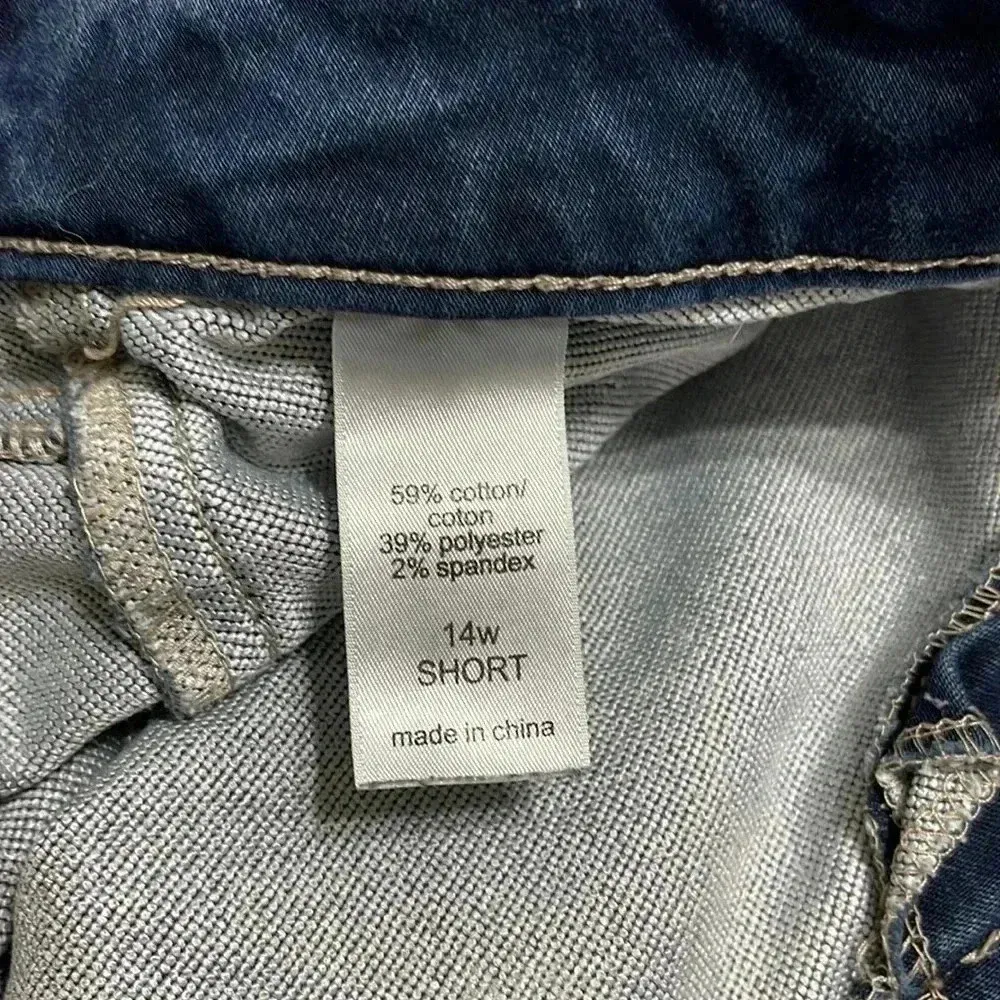 59% cotton/
coton
39% polyester
2% spandex
14w
SHORT
made in china